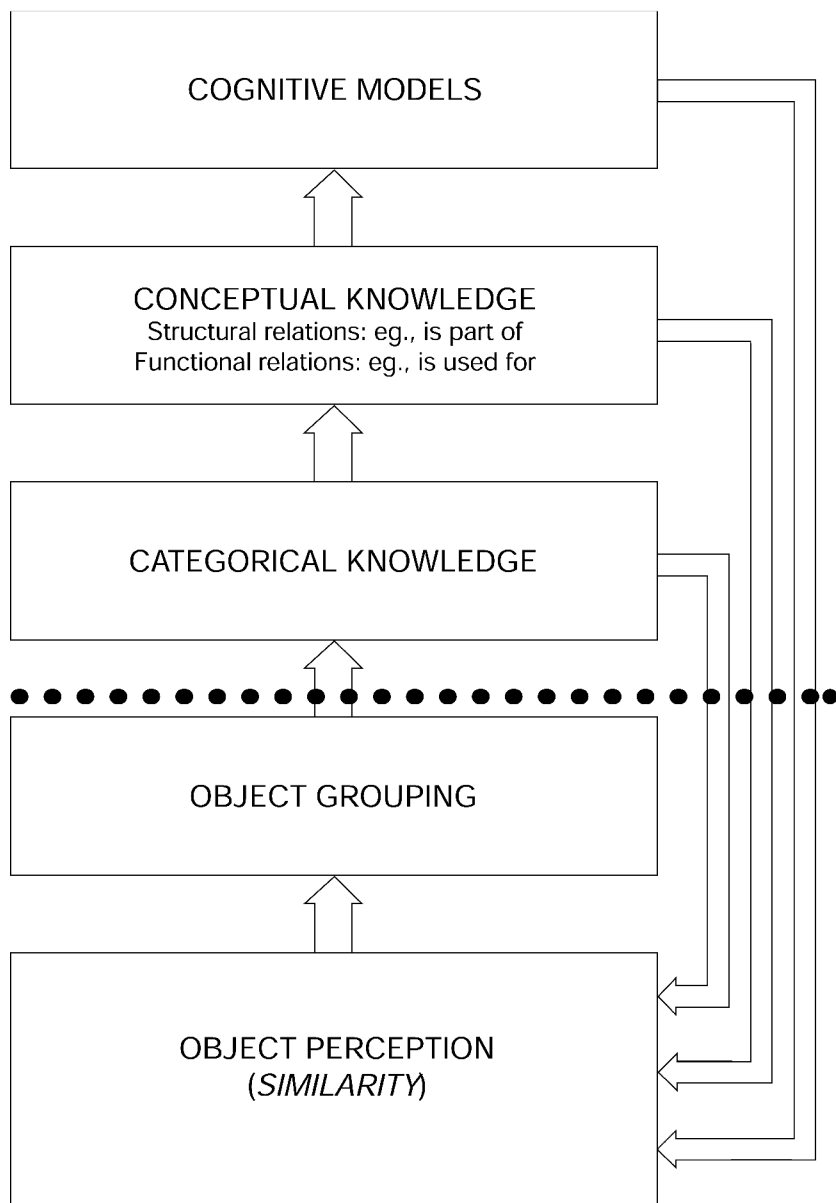 COGNITIVE MODELS
CONCEPTUAL KNOWLEDGE
Structural relations: eg., is part of
Functional relations: eg., is used for
CATEGORICAL KNOWLEDGE
OBJECT GROUPING
OBJECT PERCEPTION
(SIMILARITY)